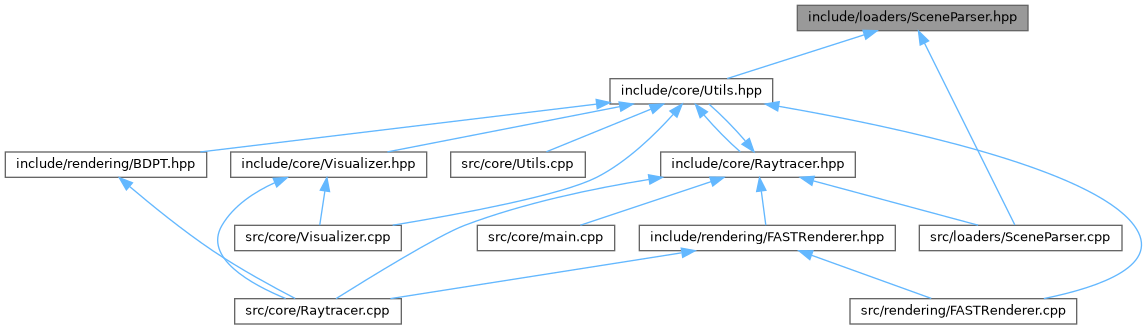 include/loaders/SceneParser.hpp
include/core/Utils.hpp
include/rendering/BDPT.hpp
include/core/Visualizer.hpp
src/core/Utils.cpp
include/core/Raytracer.hpp
src/core/Visualizer.cpp
src/core/main.cpp
include/rendering/FASTRenderer.hpp
src/loaders/SceneParser.cpp
src/core/Raytracer.cpp
src/rendering/FASTRenderer.cpp